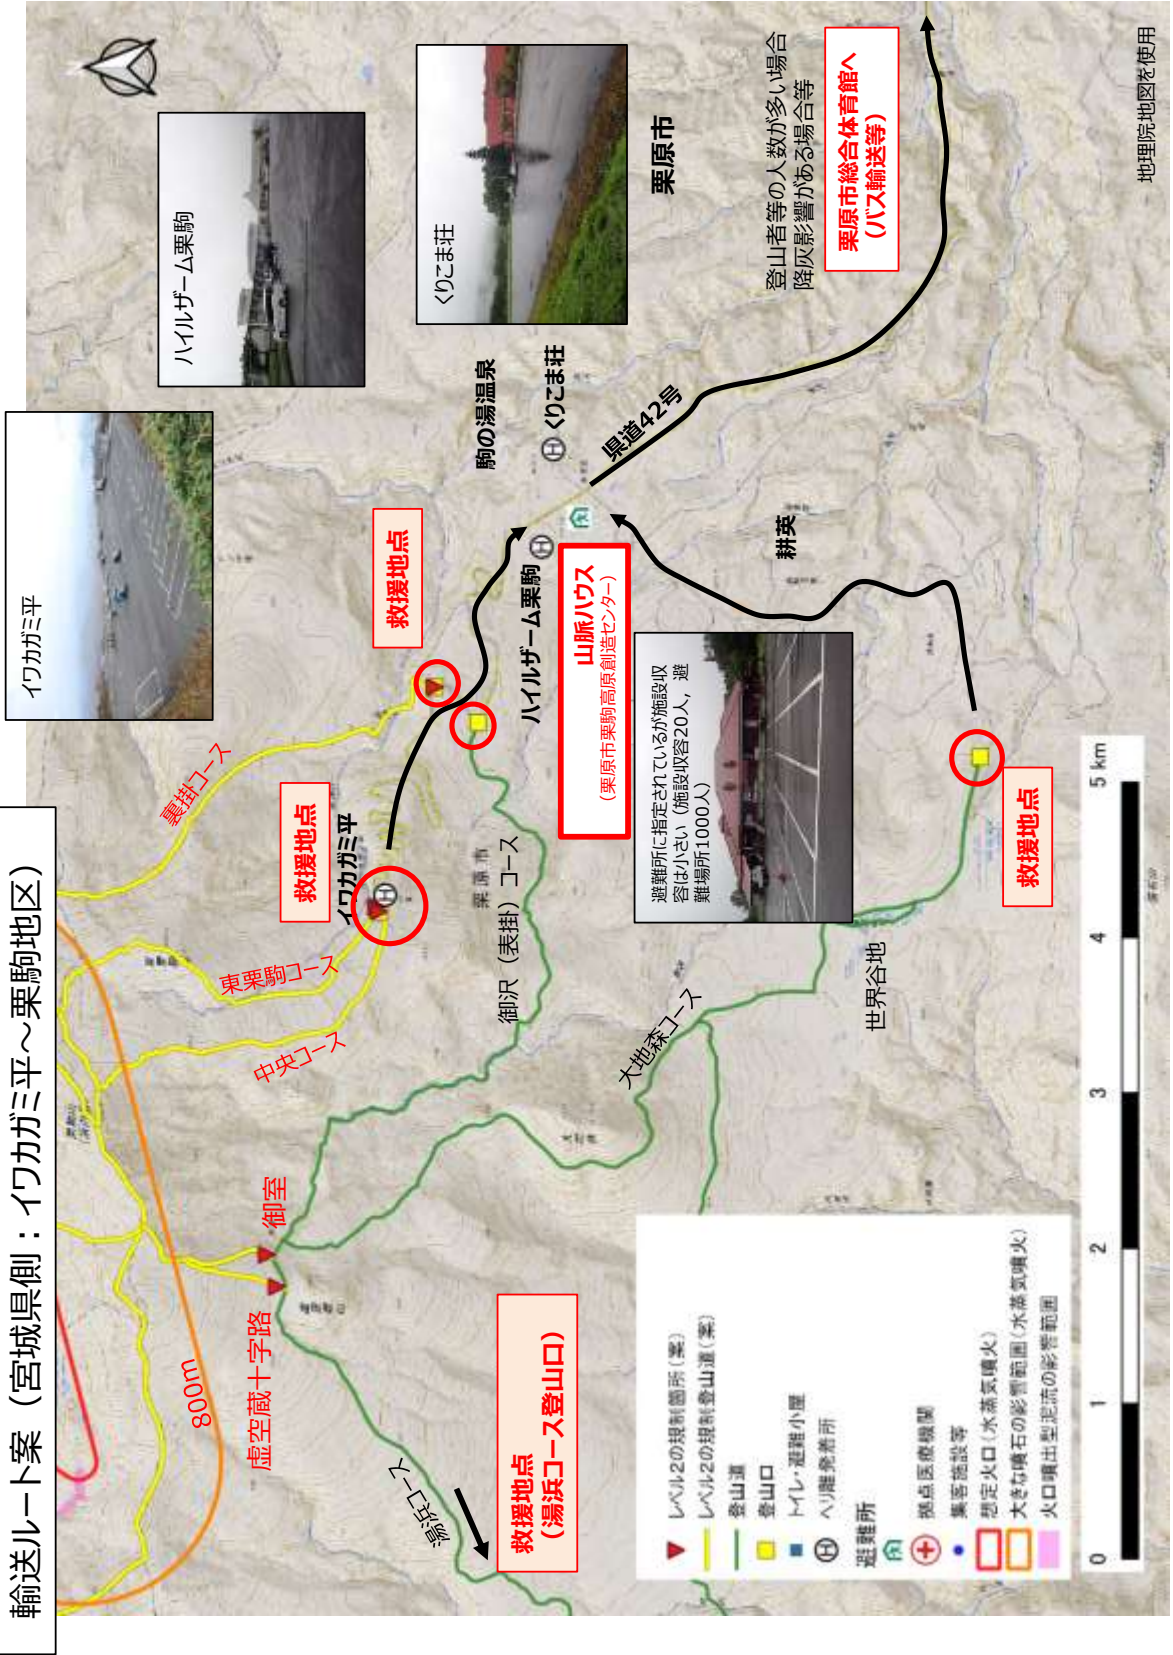 輸送ルート案（宮城県側：イワカガミ平～栗駒地区）
イワカガミ平
ハイルザーム栗駒
くりこま荘
裏掛コース
救援地点
救援地点
イワカガミ平
東栗駒コース
中央コース
800m
御室
虚空蔵十字路
栗原市
御沢（表掛）コース
駒の湯温泉
くりこま荘
ハイルザーム栗駒
県道42号
山脈ハウス
（栗原市栗駒高原創造センター）
栗原市
登山者等の人数が多い場合
降灰影響がある場合等
栗原市総合体育館へ
（バス輸送等）
耕英
避難所に指定されているが施設収
容は小さい（施設収容20人，避
難場所1000人）
大地森コース
世界谷地
救援地点
湯浜コース
救援地点
（湯浜コース登山口）
レベル2の規制箇所（案）
レベル2の規制登山道（案）
登山道
登山口
トイレ・避難小屋
ヘリ離発着所
避難所
拠点医療機関
集客施設等
想定火口（水蒸気噴火）
大きな噴石の影響範囲（水蒸気噴火）
火口噴出型泥流の影響範囲
0 1 2 3 4 5 km
地理院地図を使用